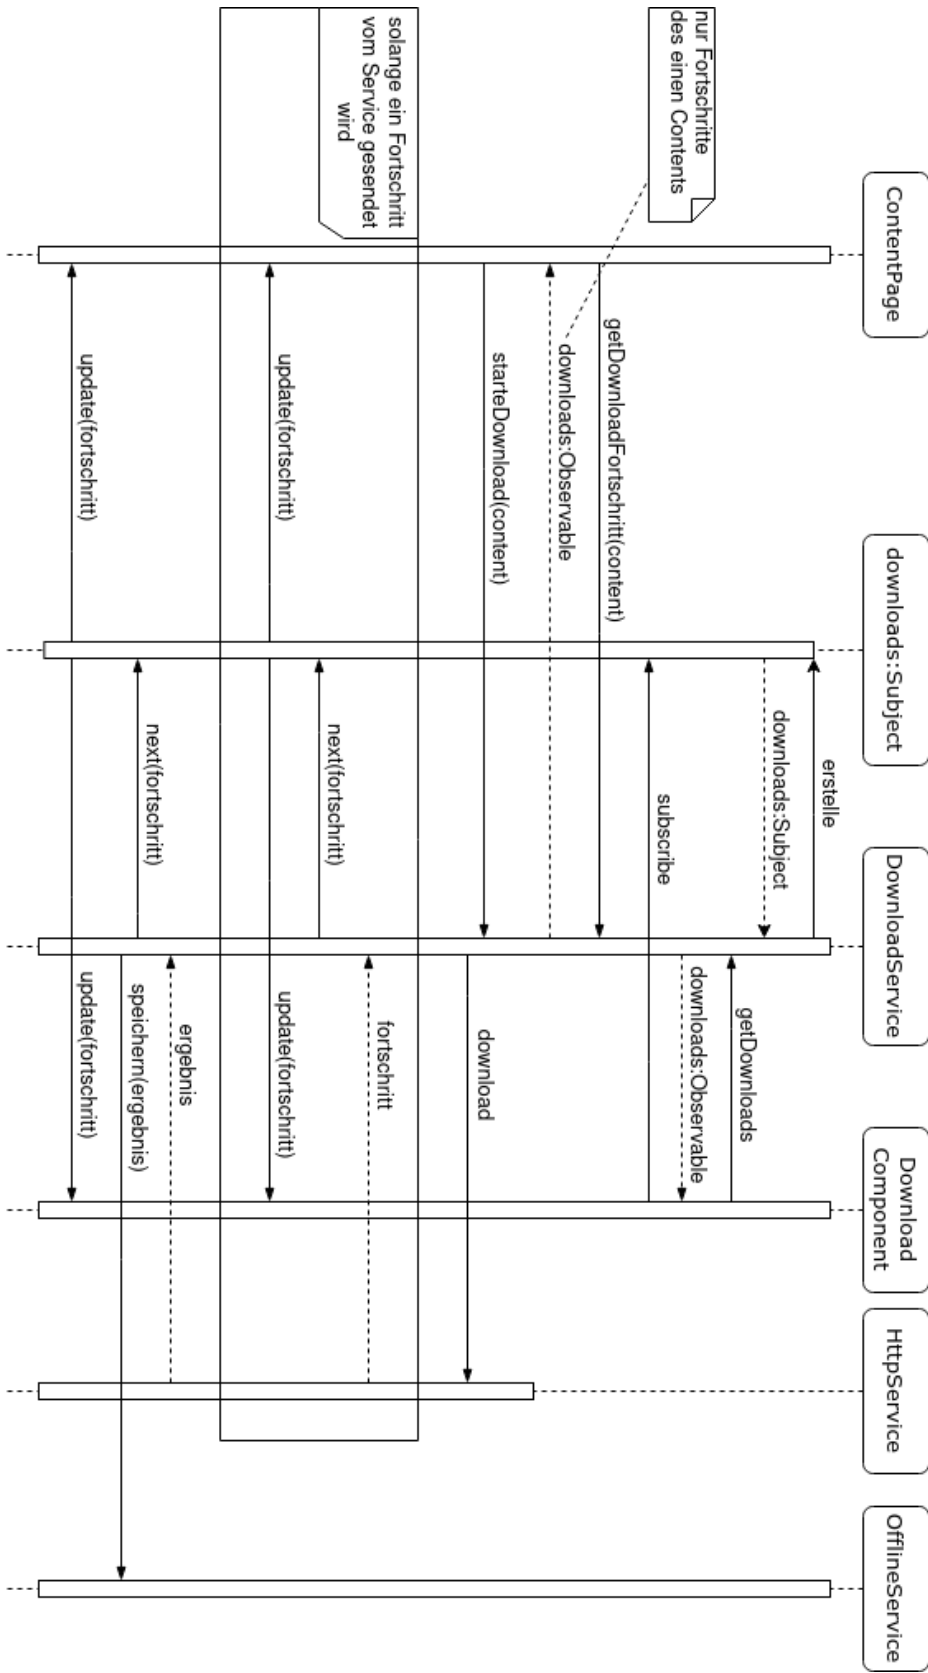 ContentPage
downloads::Subject
DownloadService
Download
Component
HttpService
OfflineService
erstelle
downloads::Subject
getDownloads
nur Fortschritte
des einen Contents
downloads:Observable
subscribe
getDownloadFortschritt(content)
downloads:Observable
starteDownload(content)
download
solange ein Fortschritt
vom Service gesendet
wird
fortschritt
next(fortschritt)
update(fortschritt)
update(fortschritt)
ergebnis
next(fortschritt)
speichern(ergebnis)
update(fortschritt)
update(fortschritt)